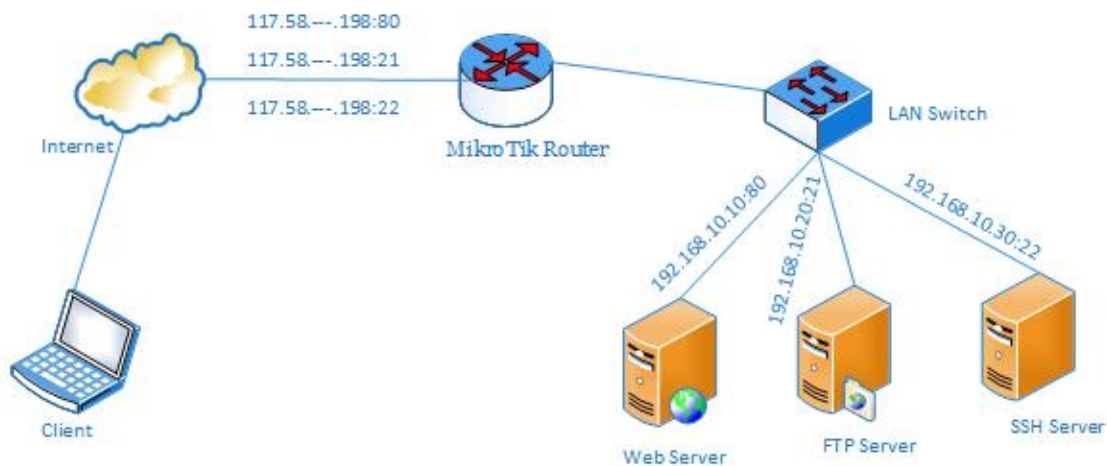 117.58.---.198:80
117.58.---.198:21
117.58.---.198:22
Internet
MikroTik Router
LAN Switch
192.168.10.10:80
192.168.10.20:21
192.168.10.30:22
Client
Web Server
FTP Server
SSH Server